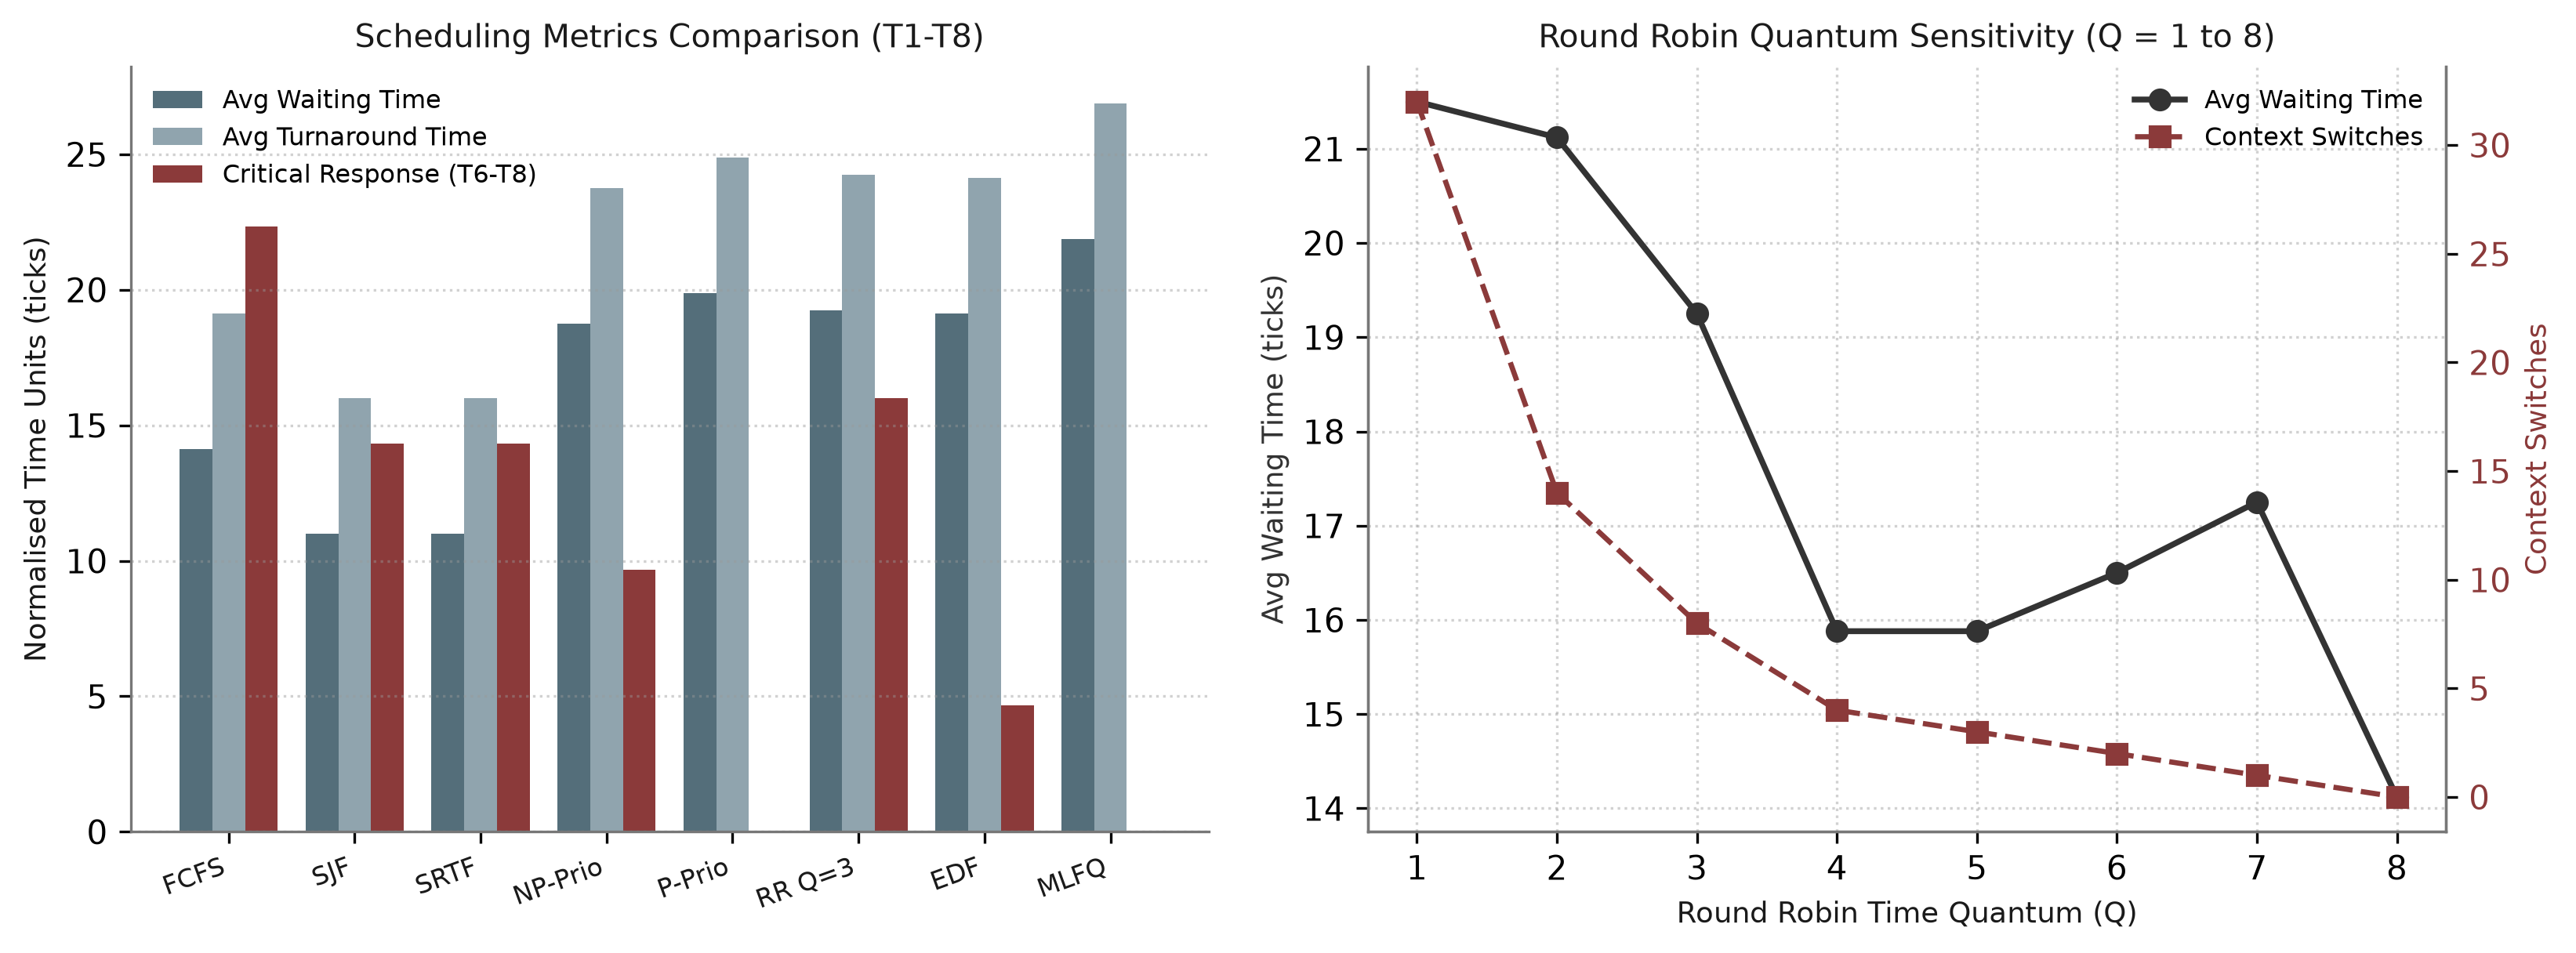 Scheduling Metrics Comparison (T1-T8)
Avg Waiting Time
Avg Turnaround Time
Critical Response (T6-T8)
Normalised Time Units (ticks)
25
20
15
10
5
0
FCFS
SJF
SRTF
NP-Prio
P-Prio
RR Q=3
EDF
MLFQ
Round Robin Quantum Sensitivity (Q = 1 to 8)
Avg Waiting Time
Context Switches
Avg Waiting Time (ticks)
21
20
19
18
17
16
15
14
30
25
20
15
10
5
0
Context Switches
1
2
3
4
5
6
7
8
Round Robin Time Quantum (Q)